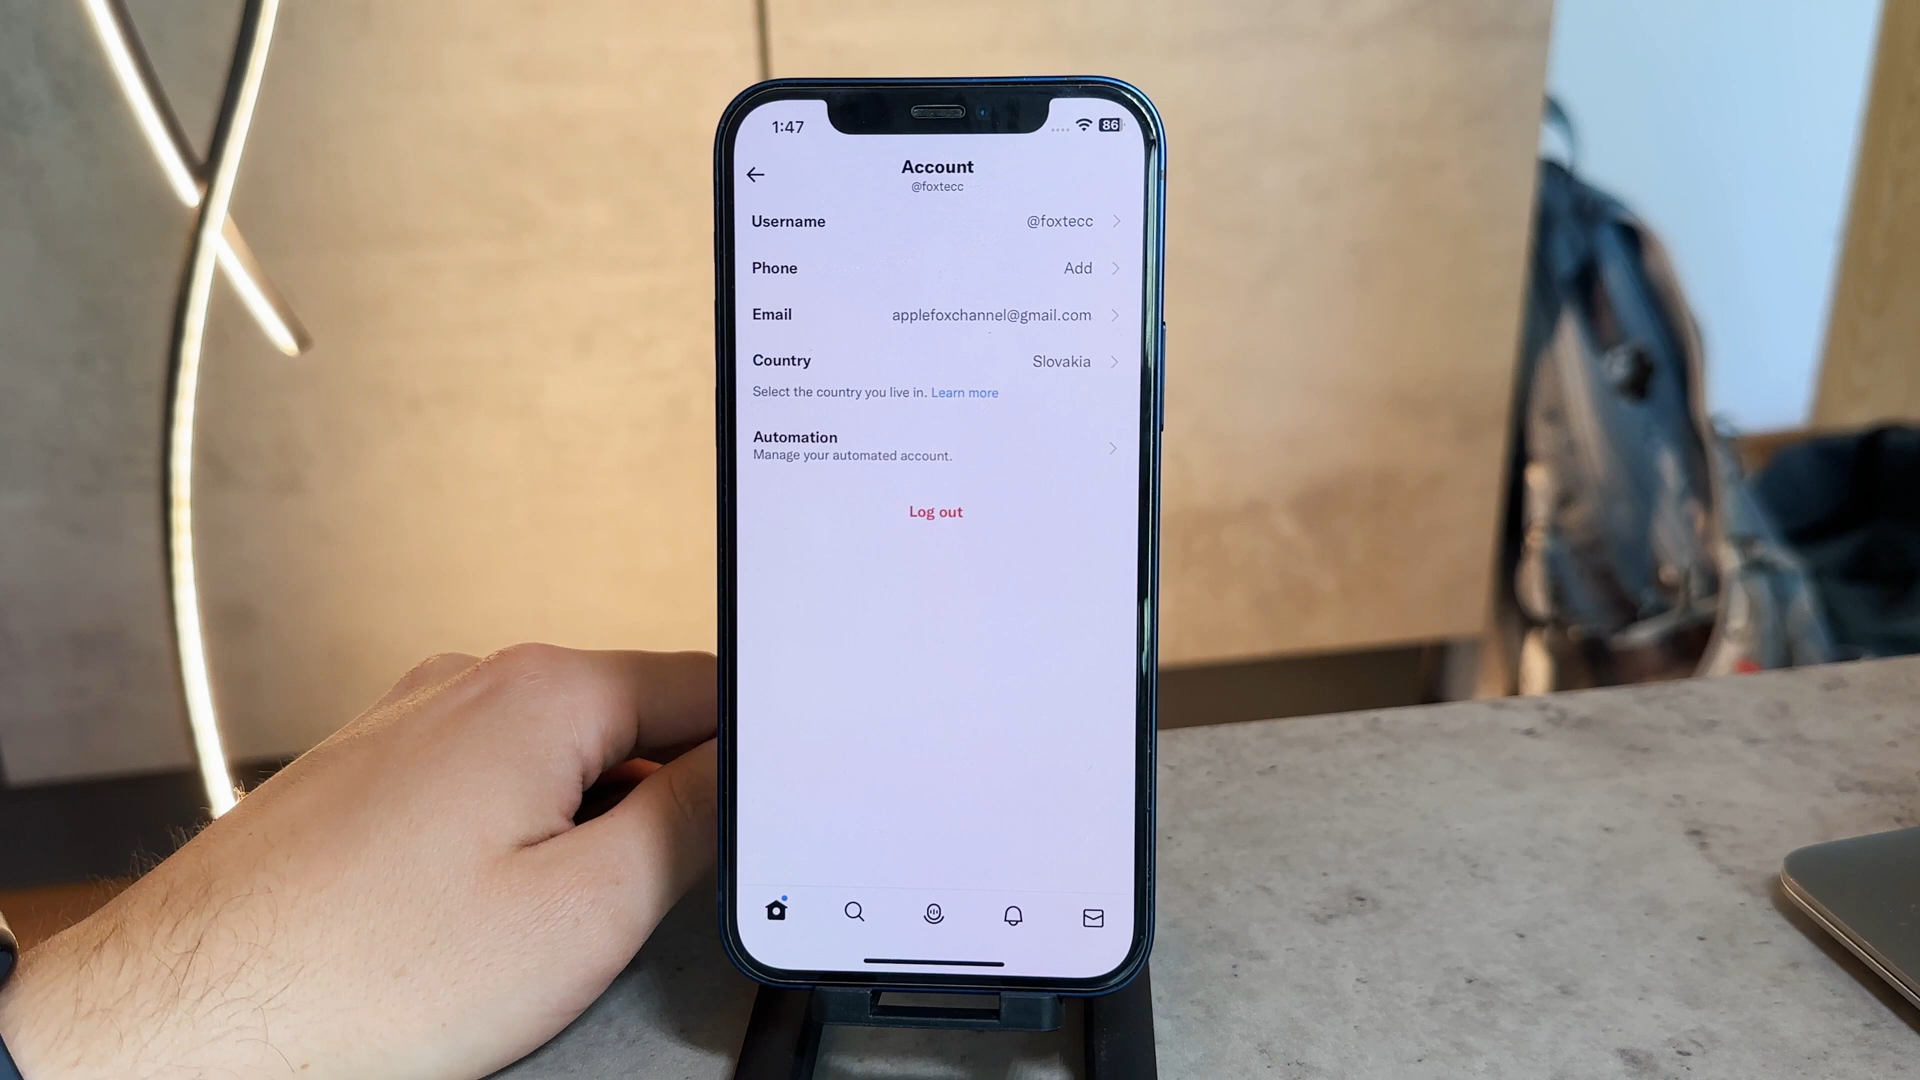 1:47
86
Account
@foxtecc
Username @foxtecc
Phone Add
Email applefoxchannel@gmail.com
Country Slovakia
Select the country you live in. Learn more
Automation
Manage your automated account.
Log out